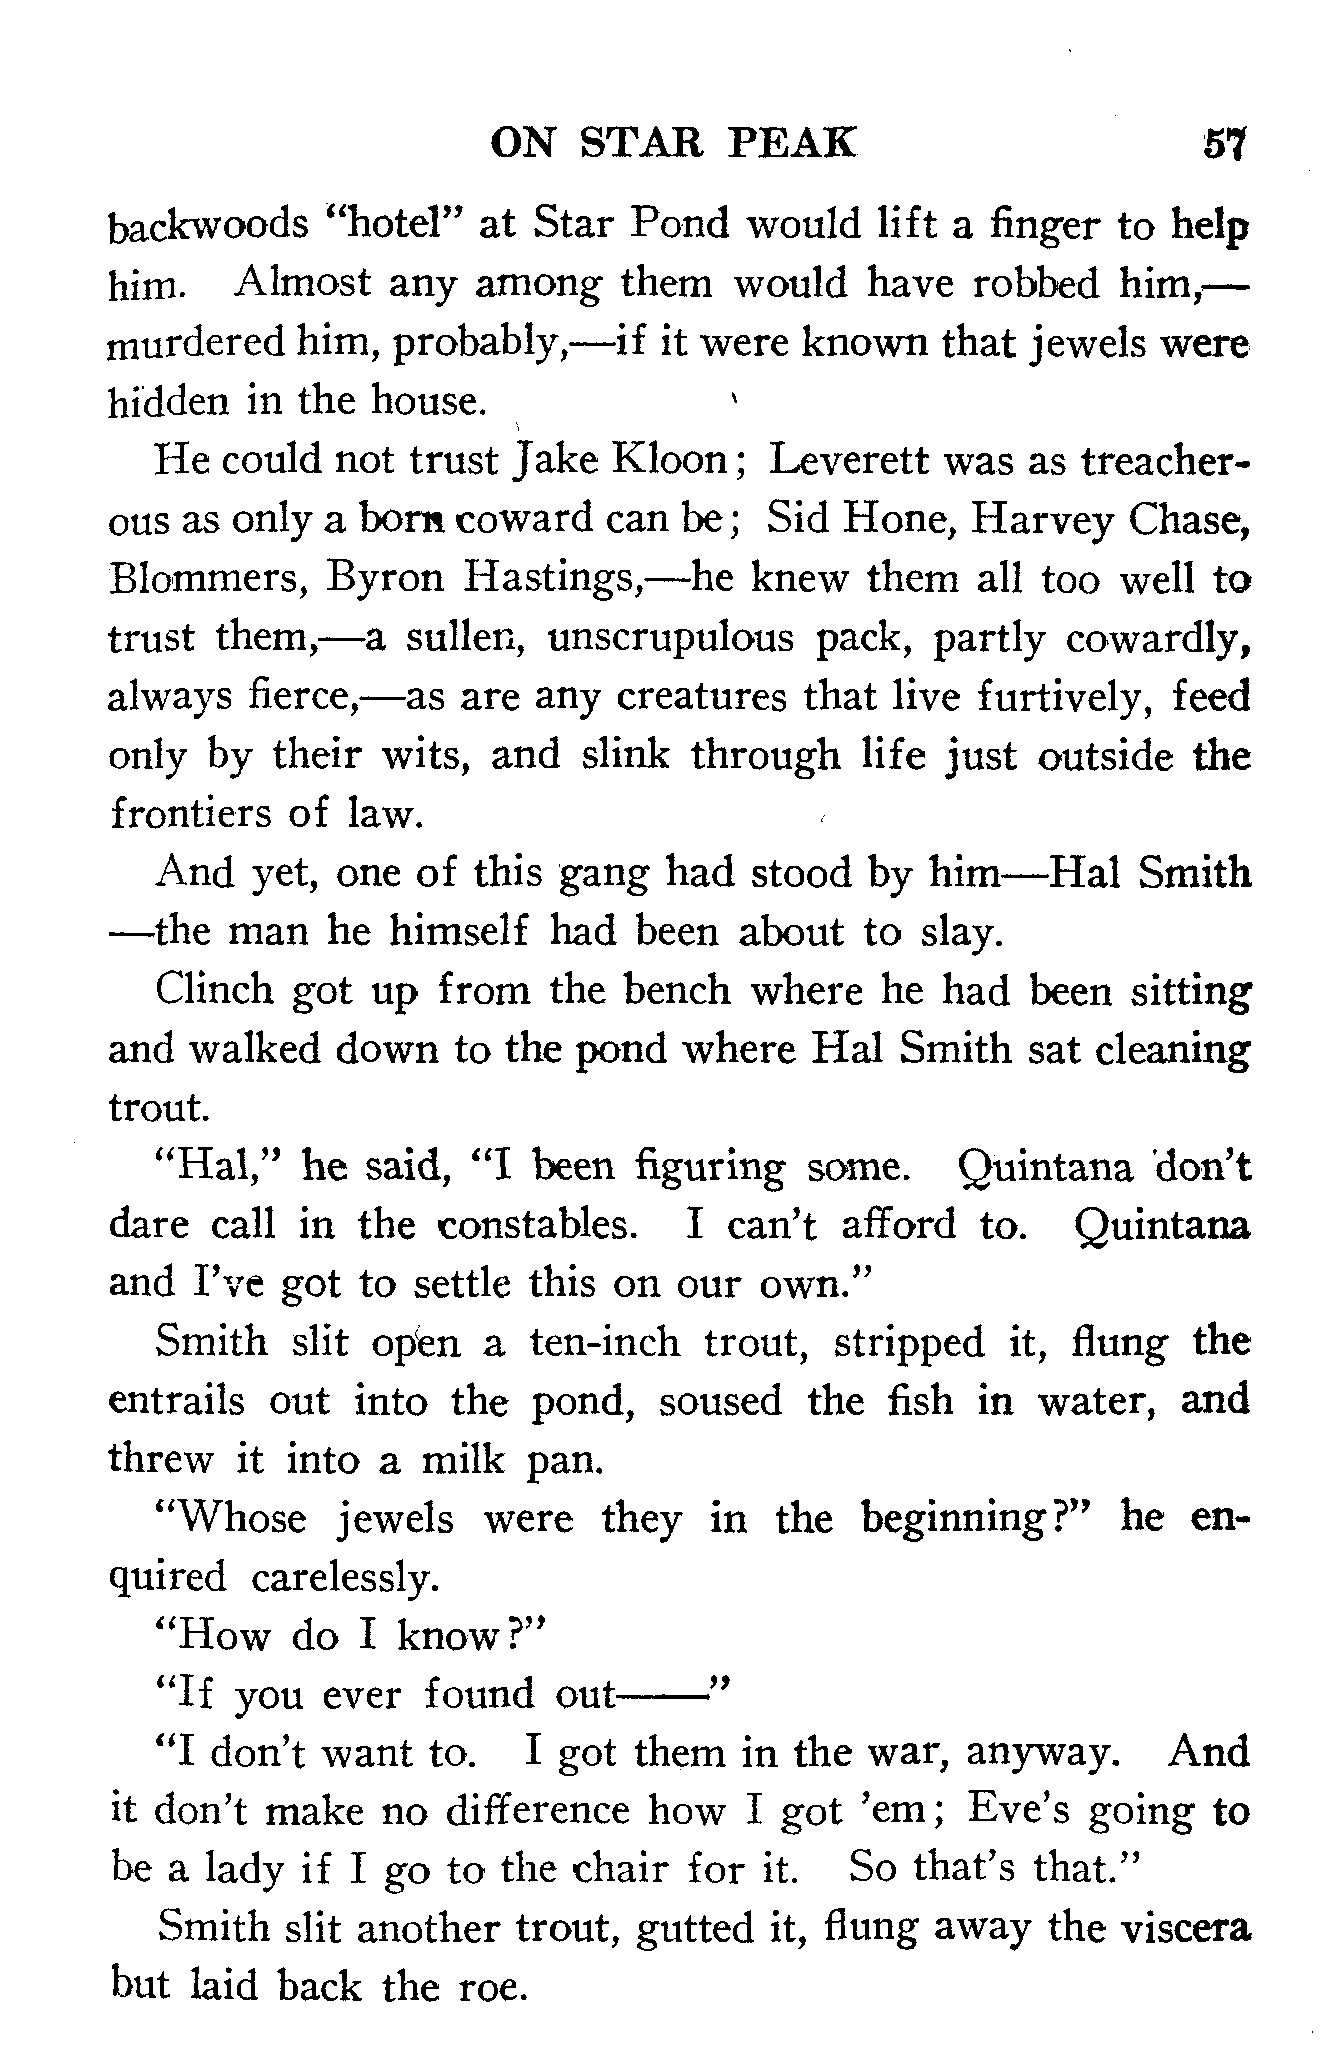 ON STAR PEAK 57
backwoods “hotel” at Star Pond would lift a finger to help
him. Almost any among them would have robbed him,—
murdered him, probably,—if it were known that jewels were
hidden in the house.
He could not trust Jake Kloon; Leverett was as treacher-
ous as only a born coward can be; Sid Hone, Harvey Chase,
Blommers, Byron Hastings,—he knew them all too well to
trust them,—a sullen, unscrupulous pack, partly cowardly,
always fierce,—as are any creatures that live furtively, feed
only by their wits, and slink through life just outside the
frontiers of law.
And yet, one of this gang had stood by him—Hal Smith
—the man he himself had been about to slay.
Clinch got up from the bench where he had been sitting
and walked down to the pond where Hal Smith sat cleaning
trout.
“Hal,” he said, “I been figuring some. Quintana don’t
dare call in the constables. I can’t afford to. Quintana
and I’ve got to settle this on our own.”
Smith slit open a ten-inch trout, stripped it, flung the
entrails out into the pond, soused the fish in water, and
threw it into a milk pan.
“Whose jewels were they in the beginning?” he en-
quired carelessly.
“How do I know?”
“If you ever found out——”
“I don’t want to. I got them in the war, anyway. And
it don’t make no difference how I got ’em; Eve’s going to
be a lady if I go to the chair for it. So that’s that.”
Smith slit another trout, gutted it, flung away the viscera
but laid back the roe.